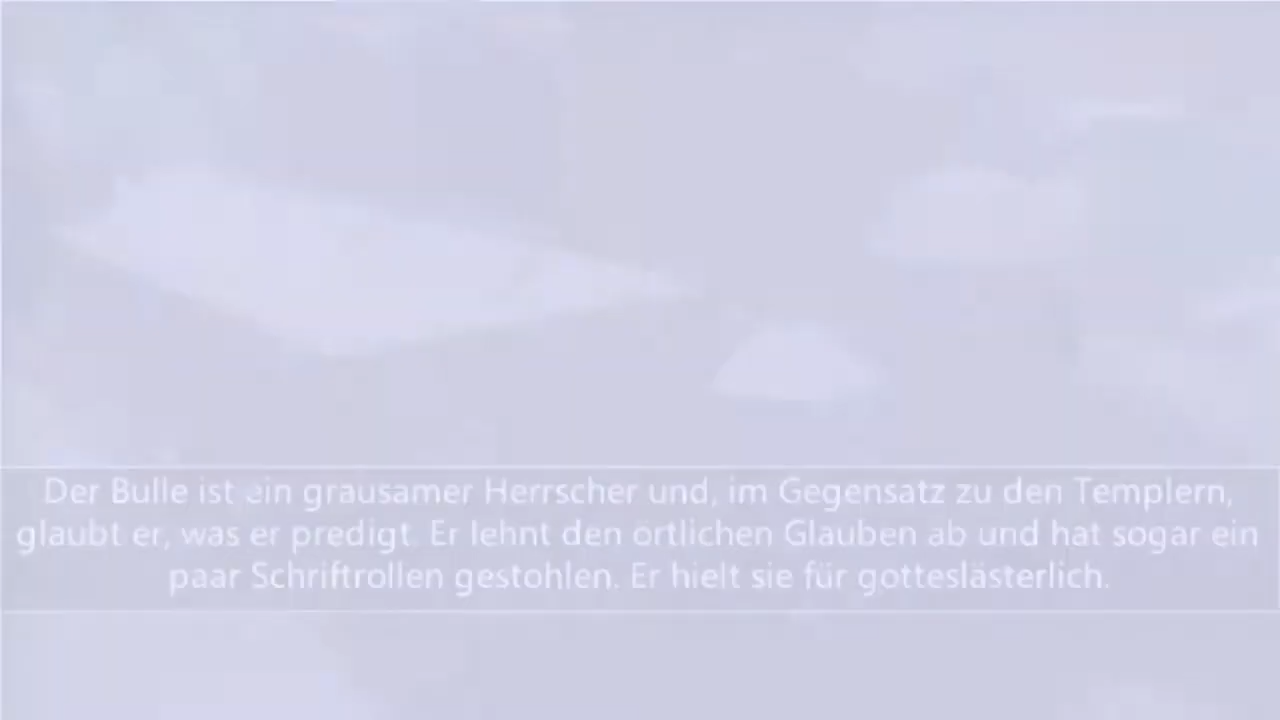 Der Bulle ist ein grausamer Herrscher und, im Gegensatz zu den Templern,
glaubt er, was er predigt. Er lehnt den örtlichen Glauben ab und hat sogar ein
paar Schriftrollen gestohlen. Er hielt sie für gotteslästerlich.